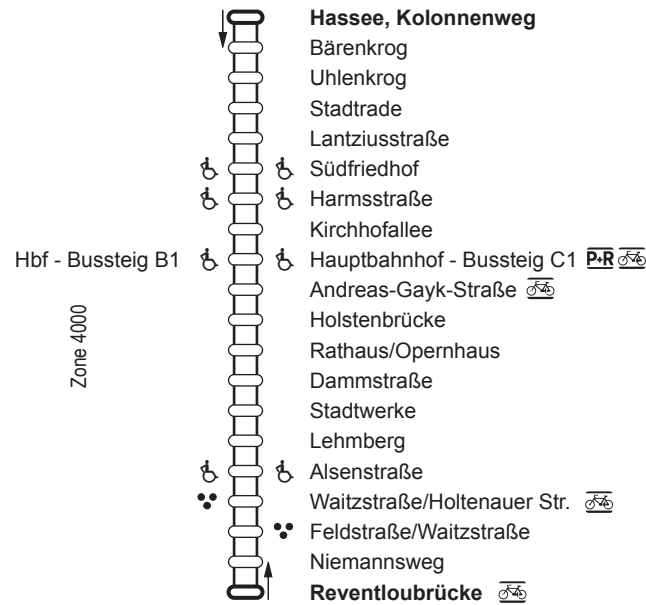 Hassee, Kolonnenweg
Bärenkrog
Uhlenkrog
Stadtrade
Lantziusstraße
Südfriedhof
Harmsstraße
Kirchhofallee
Hbf - Bussteig B1 Hauptbahnhof - Bussteig C1 P+R
Andreas-Gayk-Straße
Holstenbrücke
Zone 4000
Rathaus/Opernhaus
Dammstraße
Stadtwerke
Lehmberg
Alsenstraße
Waitzstraße/Holtenauer Str.
Feldstraße/Waitzstraße
Niemannsweg
Reventloubrücke